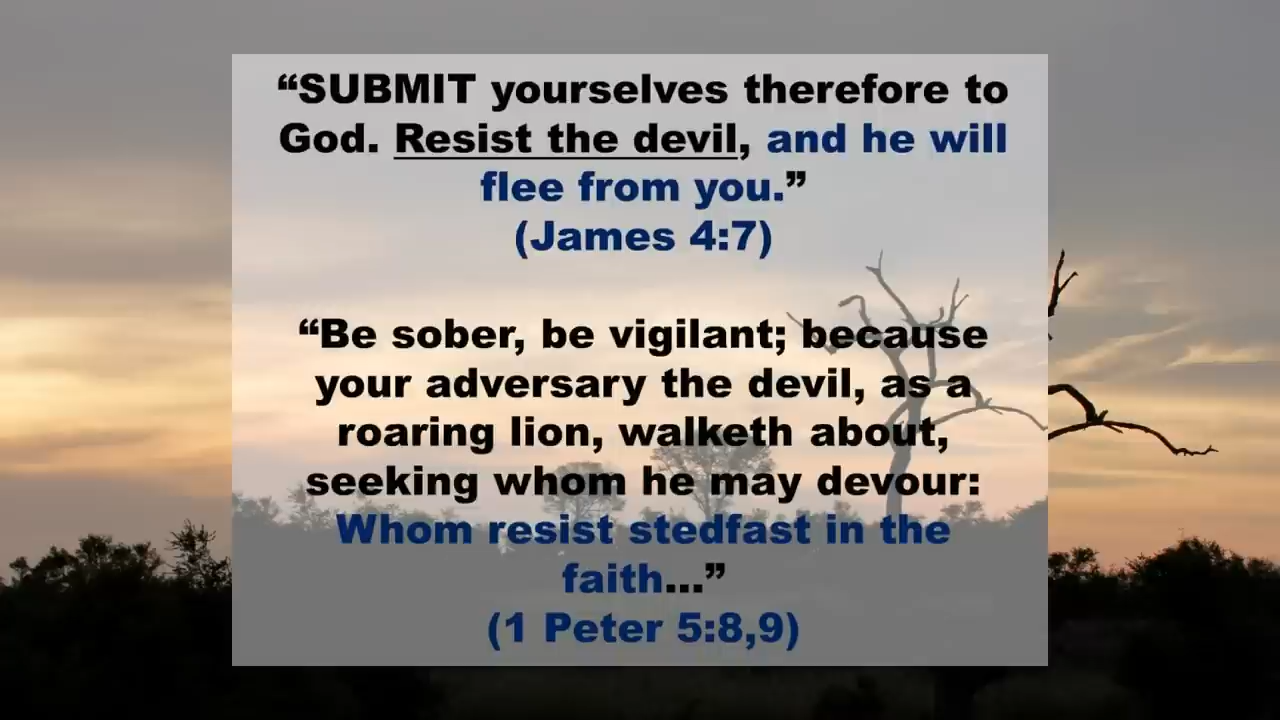 “SUBMIT yourselves therefore to
God. Resist the devil, and he will
flee from you.”
(James 4:7)
“Be sober, be vigilant; because
your adversary the devil, as a
roaring lion, walketh about,
seeking whom he may devour:
Whom resist stedfast in the
faith...”
(1 Peter 5:8,9)